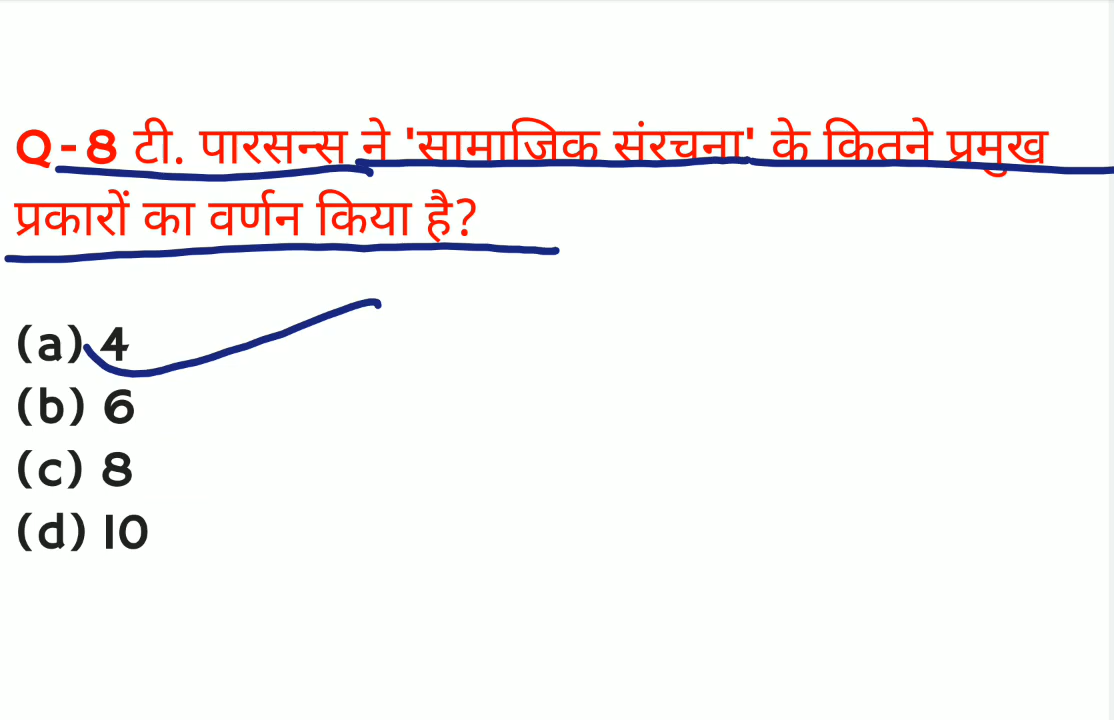 Q-8 टी. पारसन्स ने 'सामाजिक संरचना' के कितने प्रमुख
प्रकारों का वर्णन किया है?
(a) 4
(b) 6
(c) 8
(d) 10